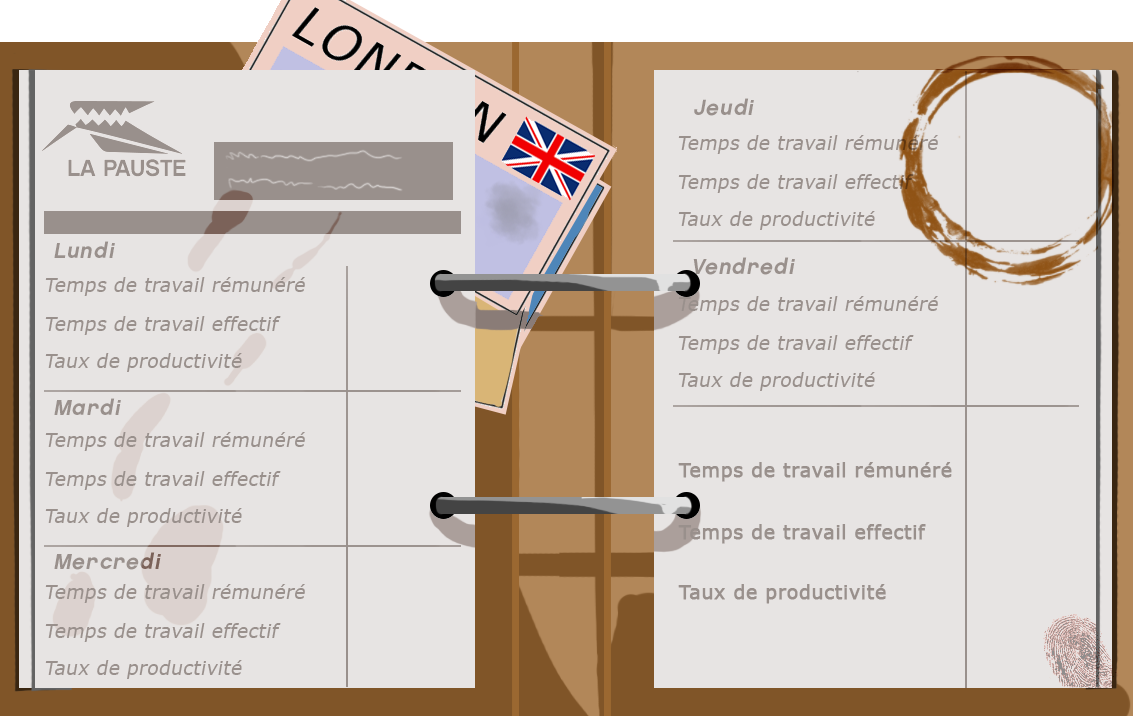 LONDON
LA PAUSTE
Lundi
Temps de travail rémunéré
Temps de travail effectif
Taux de productivité
Mardi
Temps de travail rémunéré
Temps de travail effectif
Taux de productivité
Mercredi
Temps de travail rémunéré
Temps de travail effectif
Taux de productivité
Jeudi
Temps de travail rémunéré
Temps de travail effectif
Taux de productivité
Vendredi
Temps de travail rémunéré
Temps de travail effectif
Taux de productivité
Temps de travail rémunéré
Temps de travail effectif
Taux de productivité